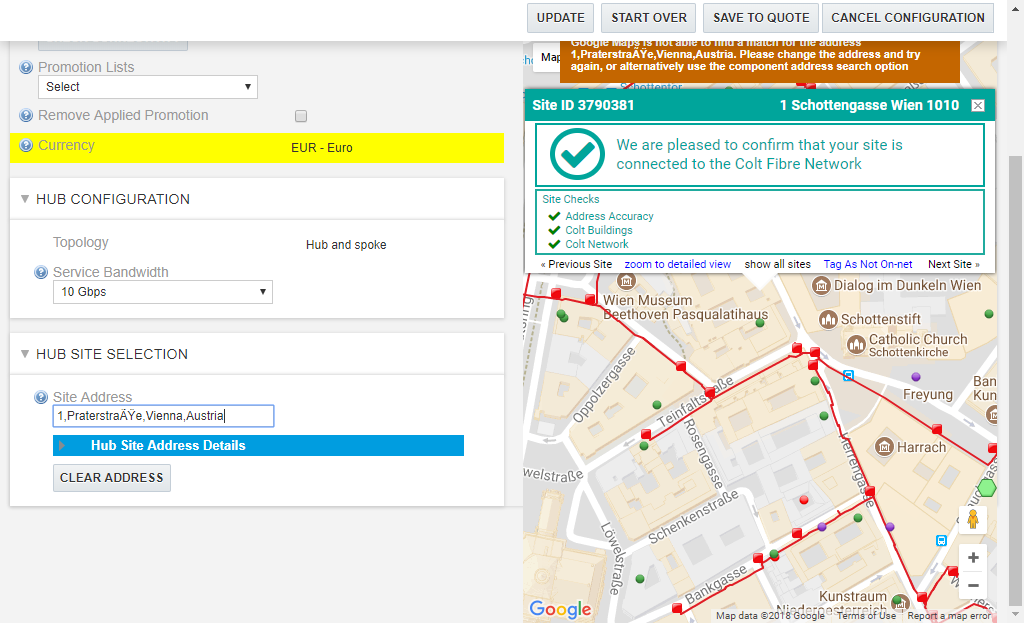 UPDATE
START OVER
SAVE TO QUOTE
CANCEL CONFIGURATION
Promotion Lists
Select
Remove Applied Promotion
Currency
EUR - Euro
HUB CONFIGURATION
Topology
Hub and spoke
Service Bandwidth
10 Gbps
HUB SITE SELECTION
Site Address
1,PraterstraÃŸe,Vienna,Austria
Hub Site Address Details
CLEAR ADDRESS
Map
Google Maps is not able to find a match for the address
1,PraterstraÃŸe,Vienna,Austria. Please change the address and try
again, or alternatively use the component address search option
Schottentor
Site ID 3790381
1 Schottengasse Wien 1010
We are pleased to confirm that your site is
connected to the Colt Fibre Network
Site Checks
Address Accuracy
Colt Buildings
Colt Network
« Previous Site
zoom to detailed view
show all sites
Tag As Not On-net
Next Site »
Dialog im Dunkeln Wien
Wien Museum
Beethoven Pasqualatihaus
Schottenstift
Catholic Church
Schottenkirche
Oppolzergasse
Teinfaltstraße
Freyung
Ban
Kun
Rosengasse
Herrengasse
Harrach
öwelstraße
Schenkenstraße
Löwelstraße
Bankgasse
Kunstraum
Niederoesterreich
Google
Map data ©2018 Google
Terms of Use
Report a map error